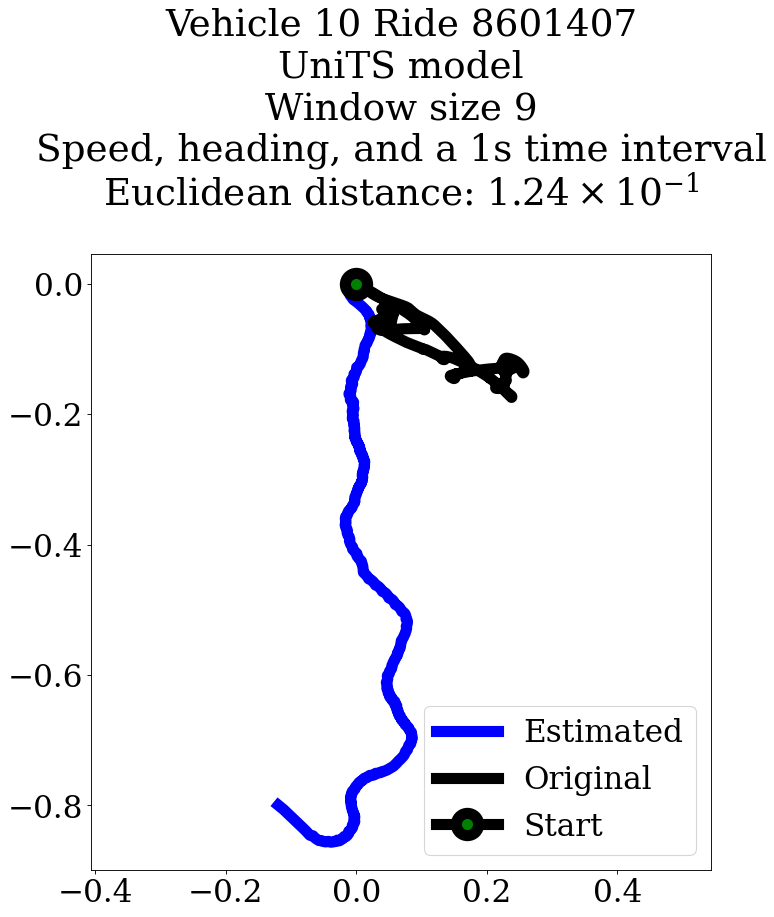 Vehicle 10 Ride 8601407
UniTS model
Window size 9
Speed, heading, and a 1s time interval
Euclidean distance: 1.24 × 10⁻¹
0.0
−0.2
−0.4
−0.6
−0.8
−0.4 −0.2 0.0 0.2 0.4
Estimated
Original
Start